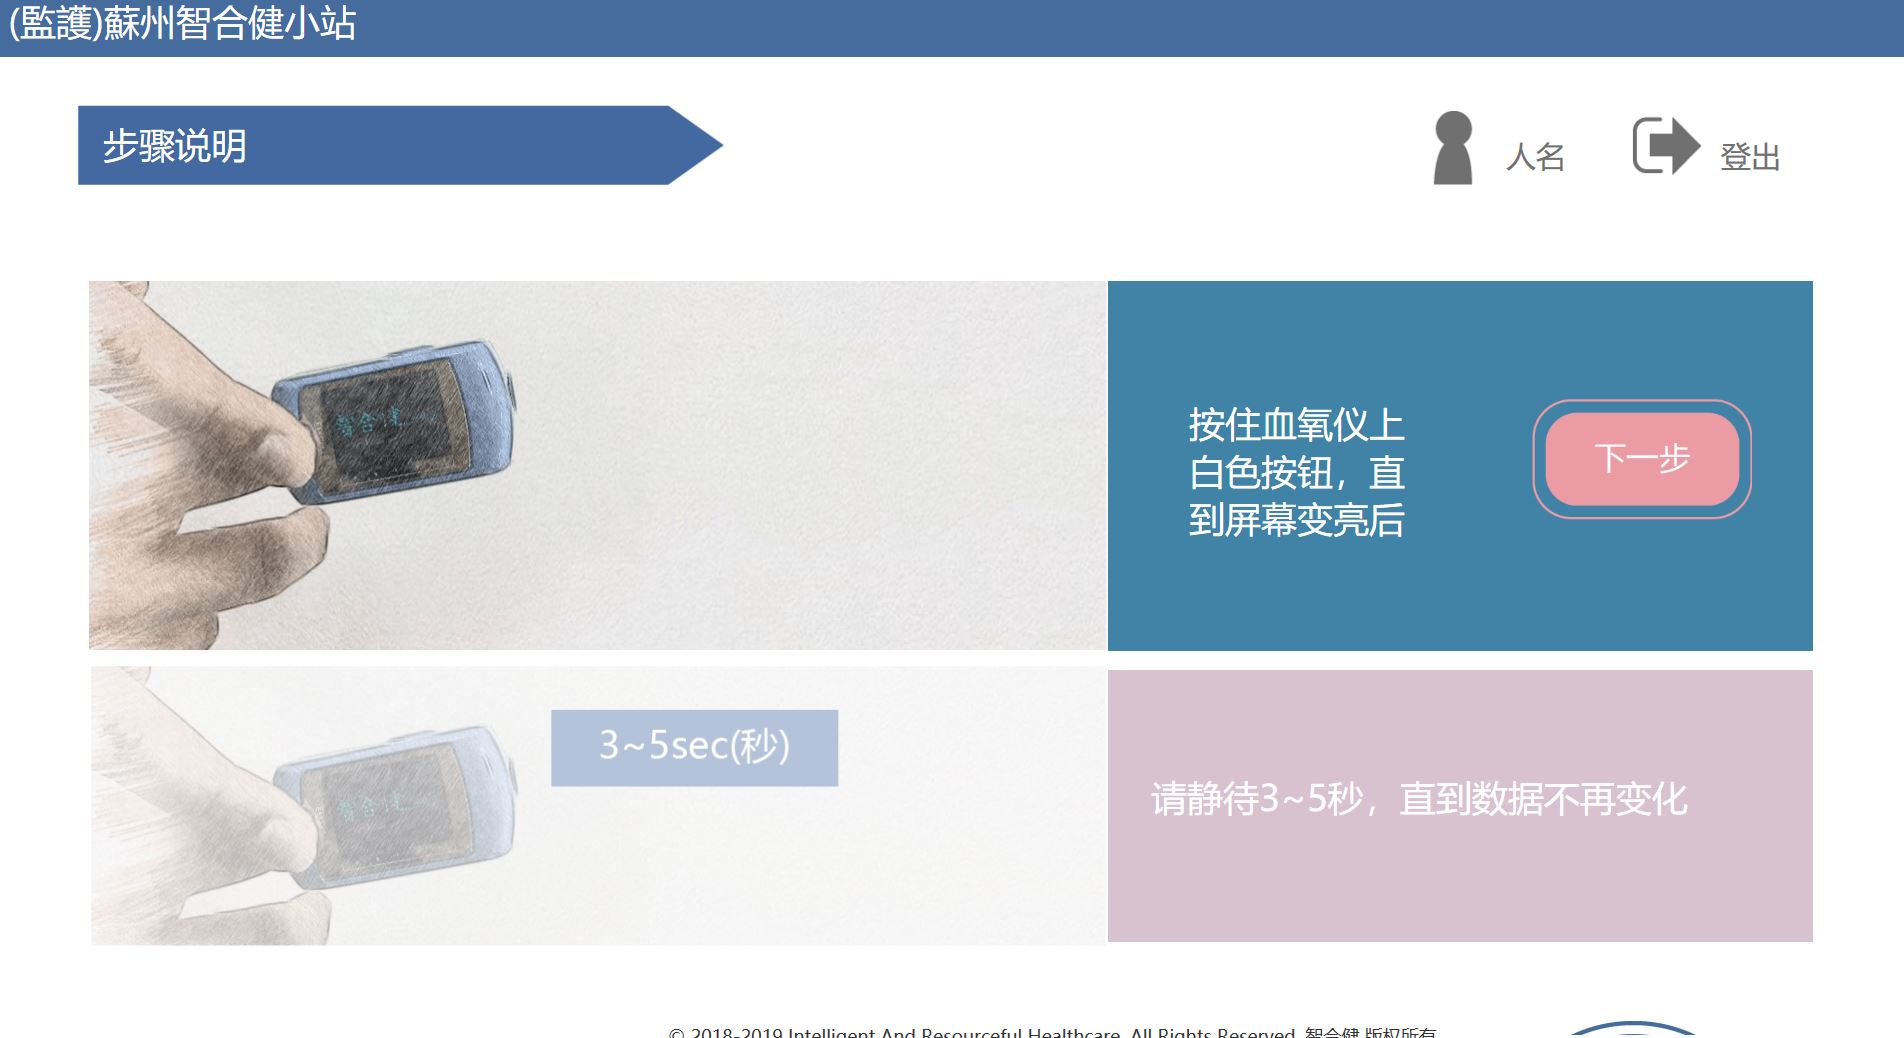 (監護)蘇州智合健小站
步骤说明
人名
登出
智合健
按住血氧仪上
白色按钮，直
到屏幕变亮后
下一步
智合健
3~5sec(秒)
请静待3~5秒，直到数据不再变化
© 2018-2019 Intelligent And Resourceful Healthcare. All Rights Reserved. 智合健 版权所有